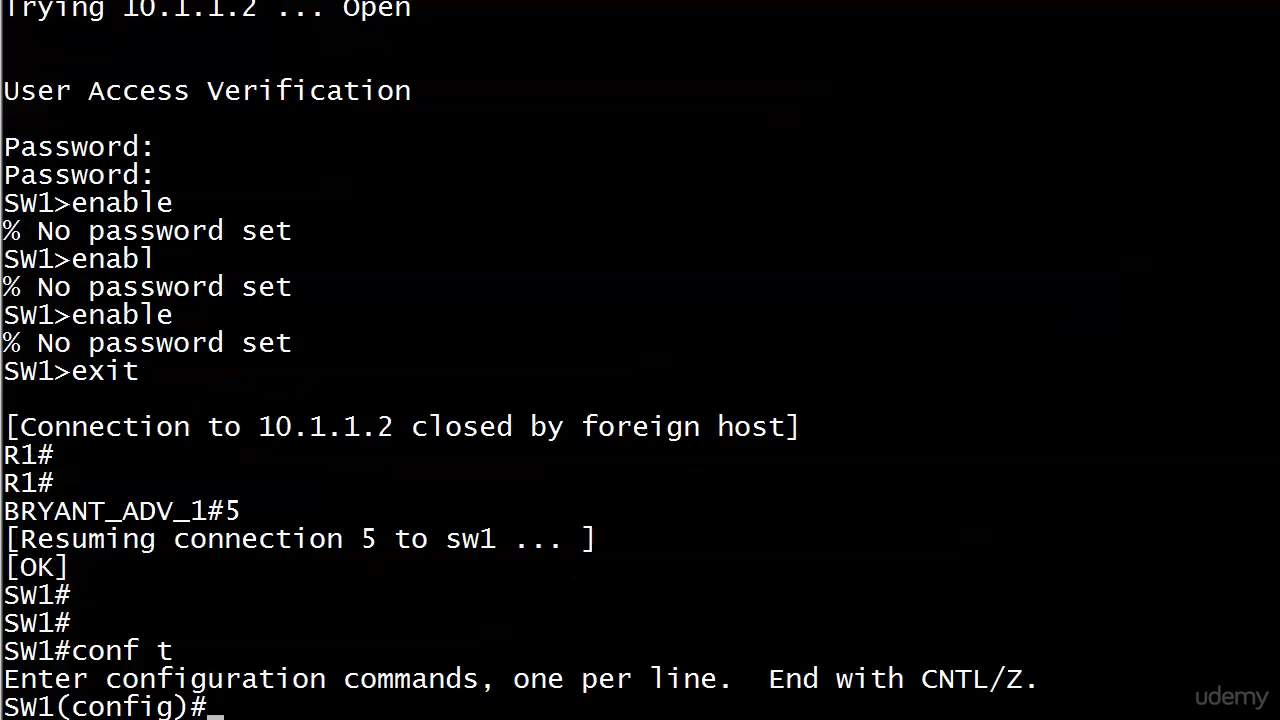 Trying 10.1.1.2 ... Open
User Access Verification
Password:
Password:
SW1>enable
% No password set
SW1>enabl
% No password set
SW1>enable
% No password set
SW1>exit
[Connection to 10.1.1.2 closed by foreign host]
R1#
R1#
BRYANT_ADV_1#5
[Resuming connection 5 to sw1 ... ]
[OK]
SW1#
SW1#
SW1#conf t
Enter configuration commands, one per line.  End with CNTL/Z.
SW1(config)#
udemy